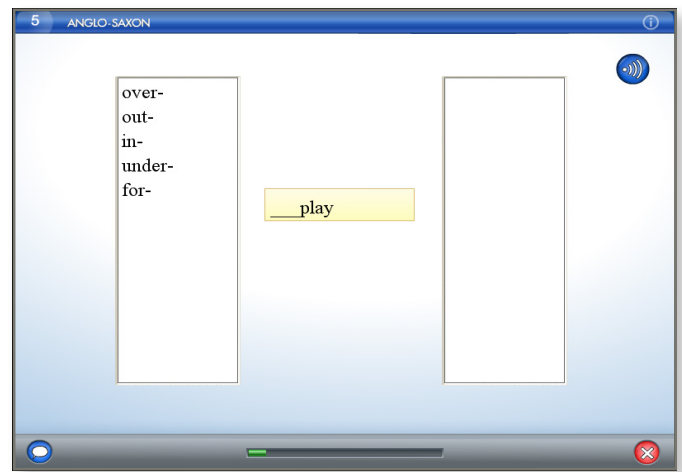 5 ANGLO-SAXON
over-
out-
in-
under-
for-
___play